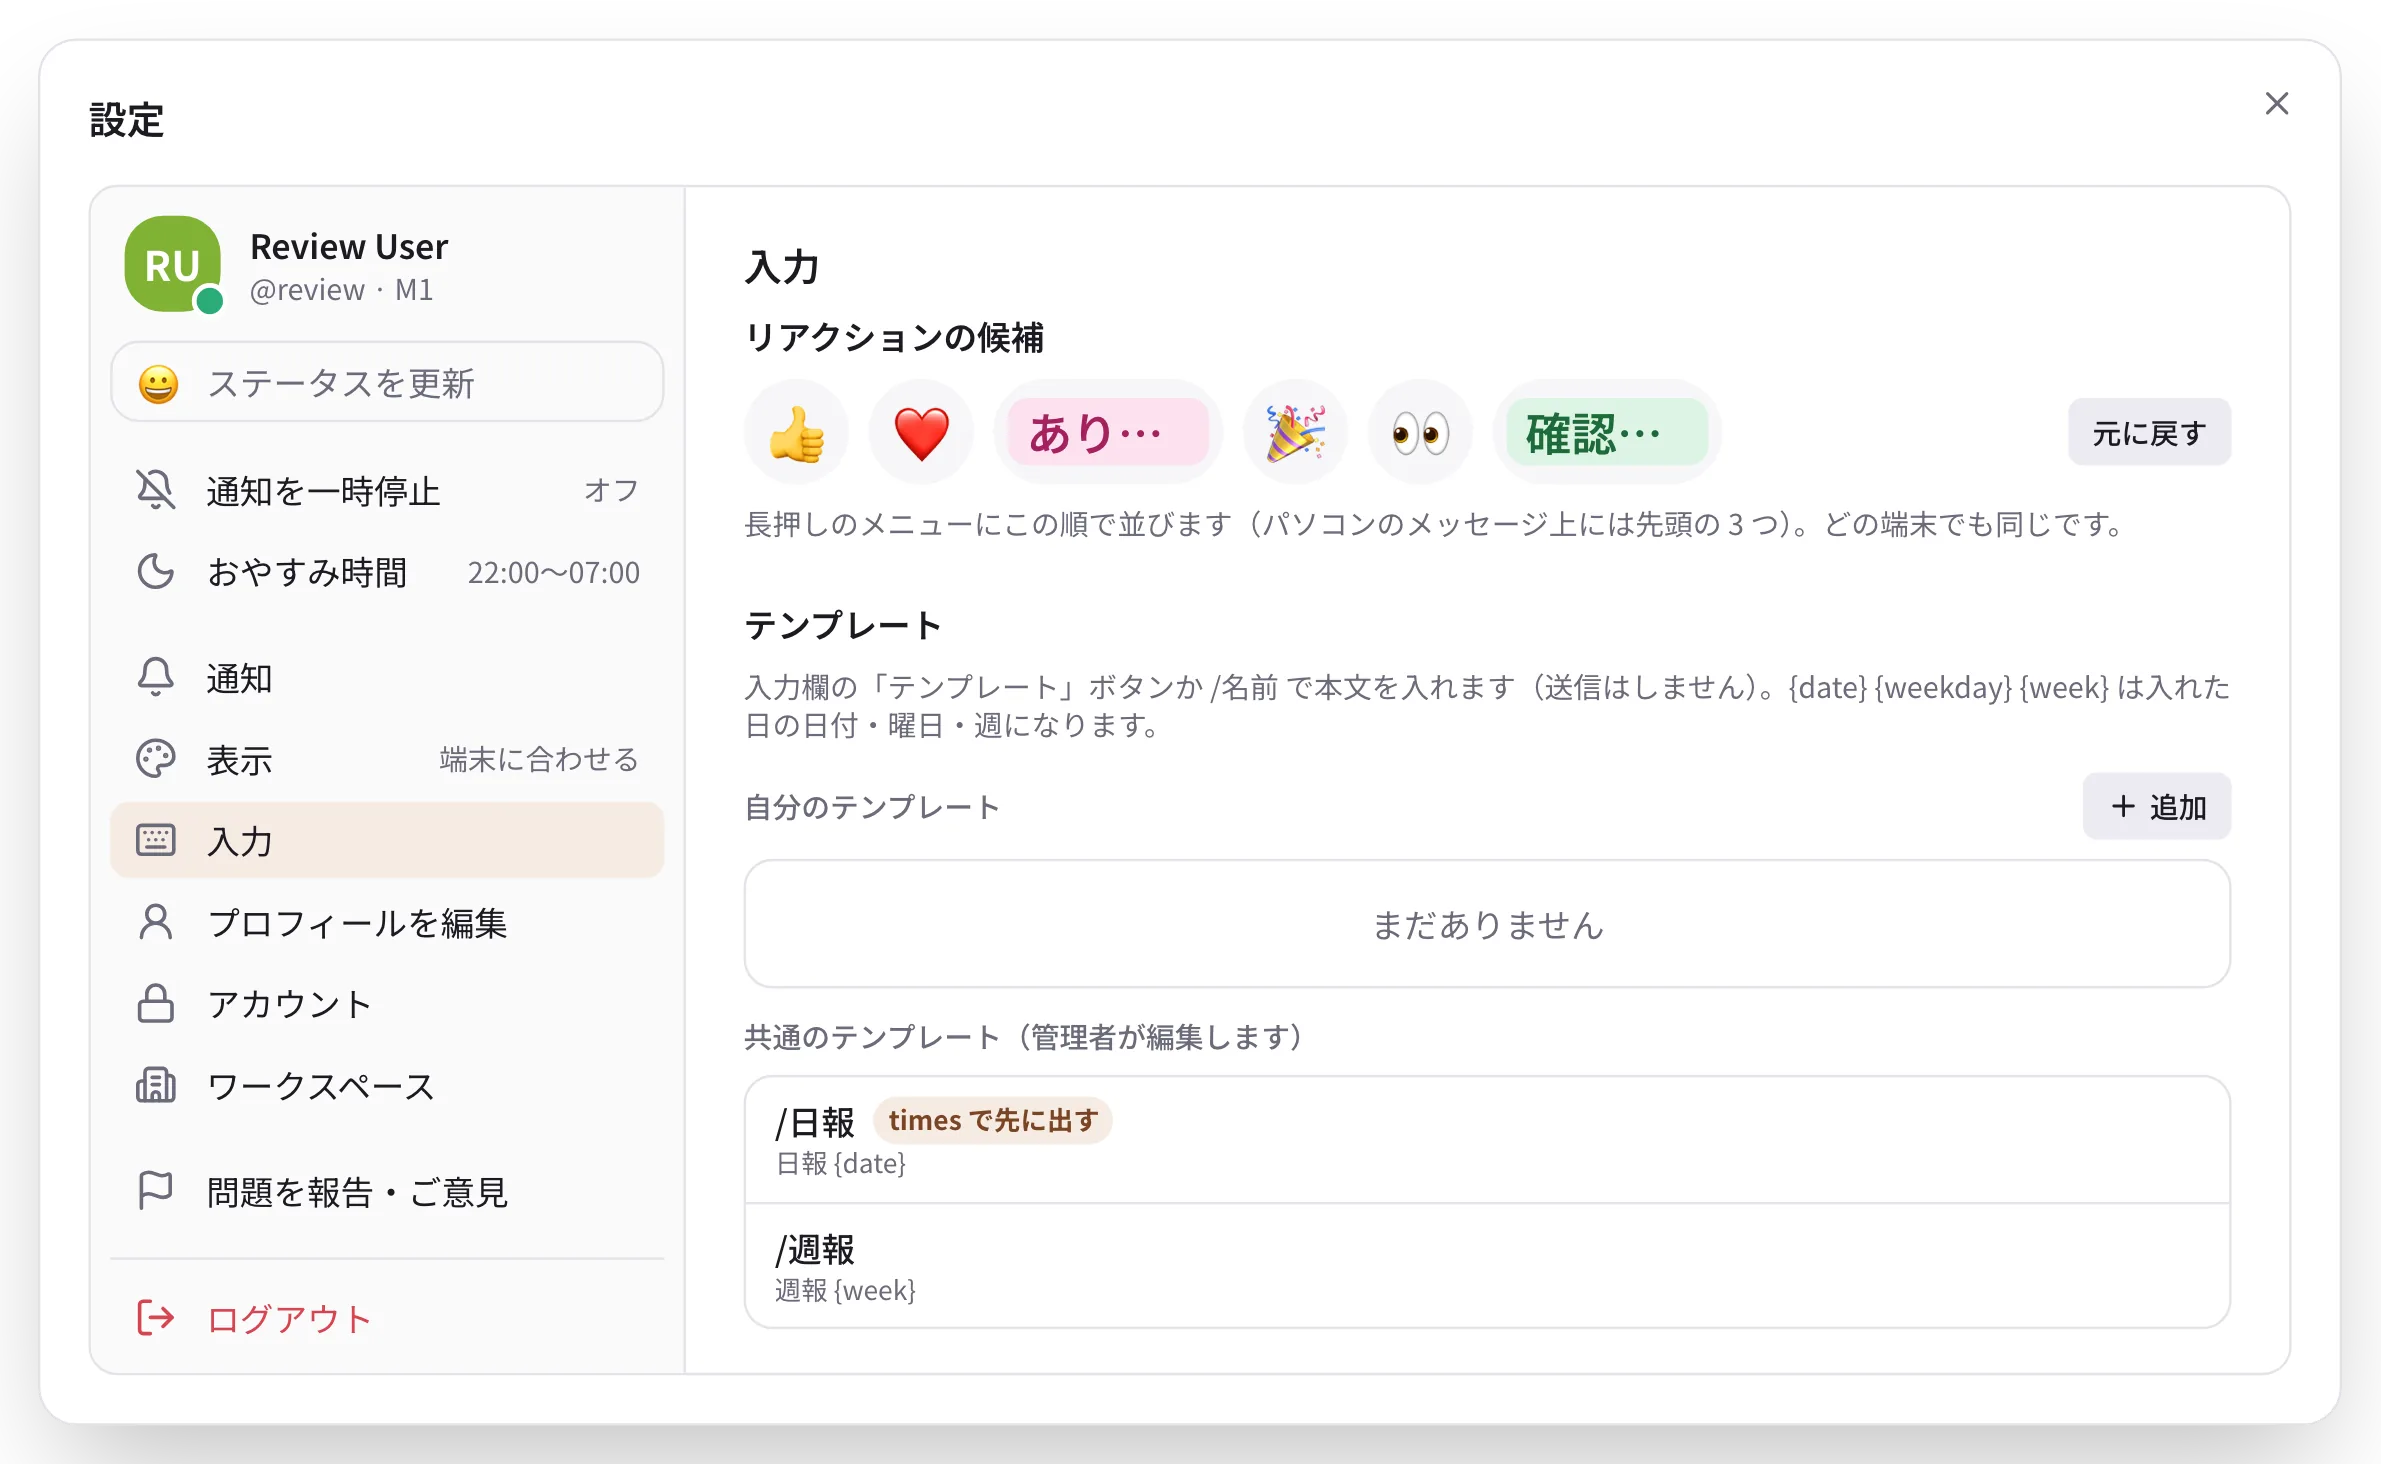 設定
RU
Review User
@review · M1
ステータスを更新
通知を一時停止 オフ
おやすみ時間 22:00〜07:00
通知
表示 端末に合わせる
入力
プロフィールを編集
アカウント
ワークスペース
問題を報告・ご意見
ログアウト
入力
リアクションの候補
あり… 確認… 元に戻す
長押しのメニューにこの順で並びます（パソコンのメッセージ上には先頭の 3 つ）。どの端末でも同じです。
テンプレート
入力欄の「テンプレート」ボタンか /名前 で本文を入れます（送信はしません）。{date} {weekday} {week} は入れた
日の日付・曜日・週になります。
自分のテンプレート 追加
まだありません
共通のテンプレート（管理者が編集します）
/日報 times で先に出す
日報 {date}
/週報
週報 {week}